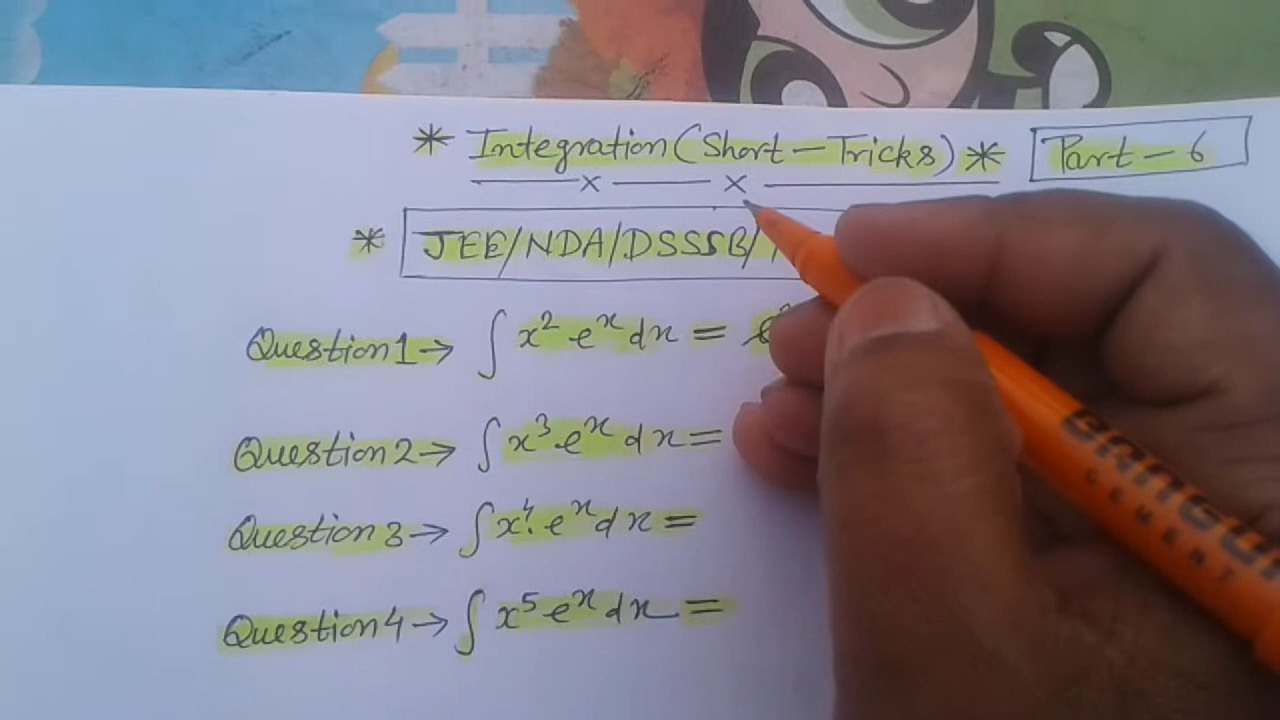 * Integration (Short - Tricks) * Part - 6
* JEE/NDA/DSSSB/
Question 1 → ∫ x² eˣ dx =
Question 2 → ∫ x³ eˣ dx =
Question 3 → ∫ x⁴. eˣ dx =
Question 4 → ∫ x⁵ eˣ dx =
CEMENT